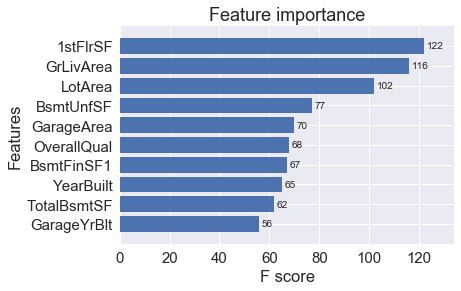 Feature importance
1stFlrSF 122
GrLivArea 116
LotArea 102
BsmtUnfSF 77
GarageArea 70
OverallQual 68
BsmtFinSF1 67
YearBuilt 65
TotalBsmtSF 62
GarageYrBlt 56
Features
0 20 40 60 80 100 120
F score